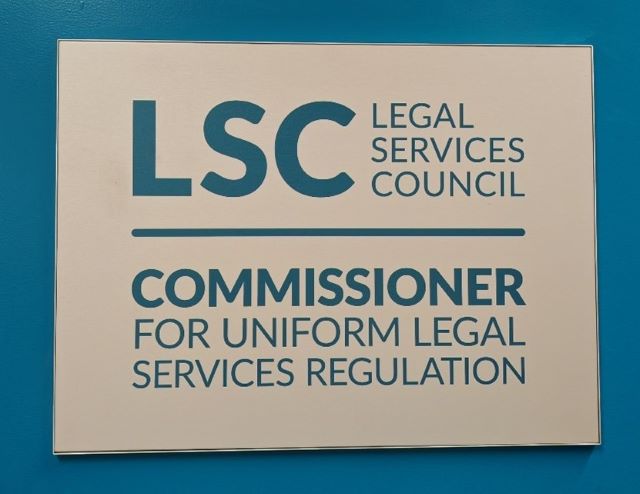 LSC
LEGAL
SERVICES
COUNCIL
COMMISSIONER
FOR UNIFORM LEGAL
SERVICES REGULATION